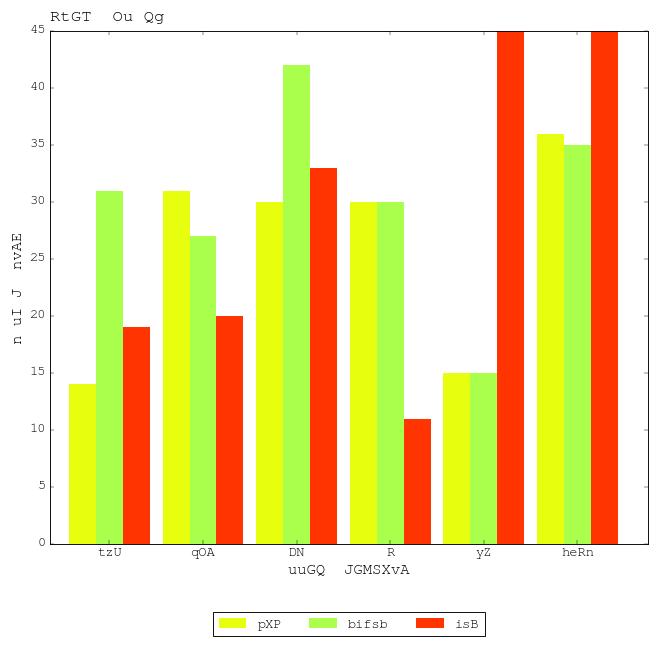 RtGT  Ou Qg
45
40
35
30
25
20
15
10
5
0
n uI J  nvAE
tzU qOA DN R yZ heRn
uuGQ  JGMSXvA
pXP bifsb isB